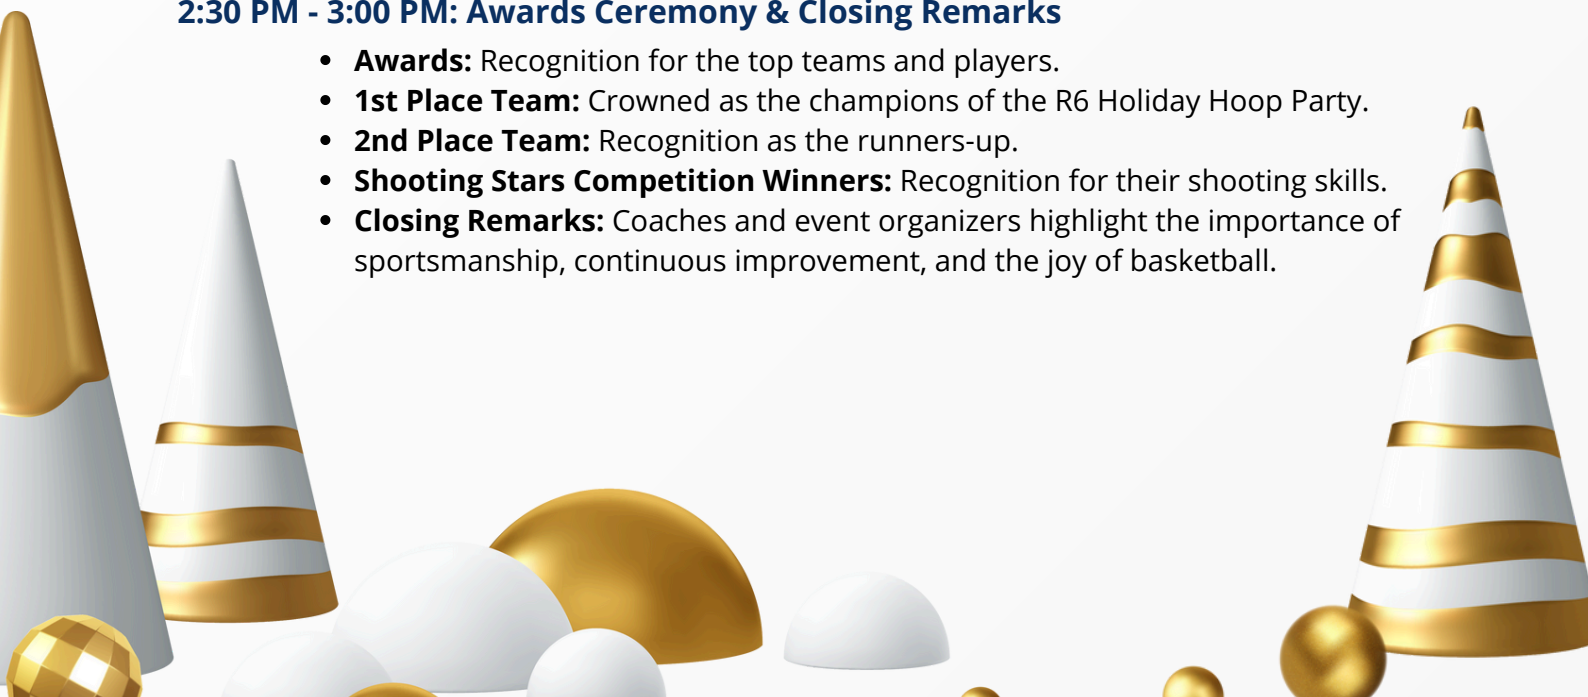 2:30 PM - 3:00 PM: Awards Ceremony & Closing Remarks
• Awards: Recognition for the top teams and players.
• 1st Place Team: Crowned as the champions of the R6 Holiday Hoop Party.
• 2nd Place Team: Recognition as the runners-up.
• Shooting Stars Competition Winners: Recognition for their shooting skills.
• Closing Remarks: Coaches and event organizers highlight the importance of
sportsmanship, continuous improvement, and the joy of basketball.